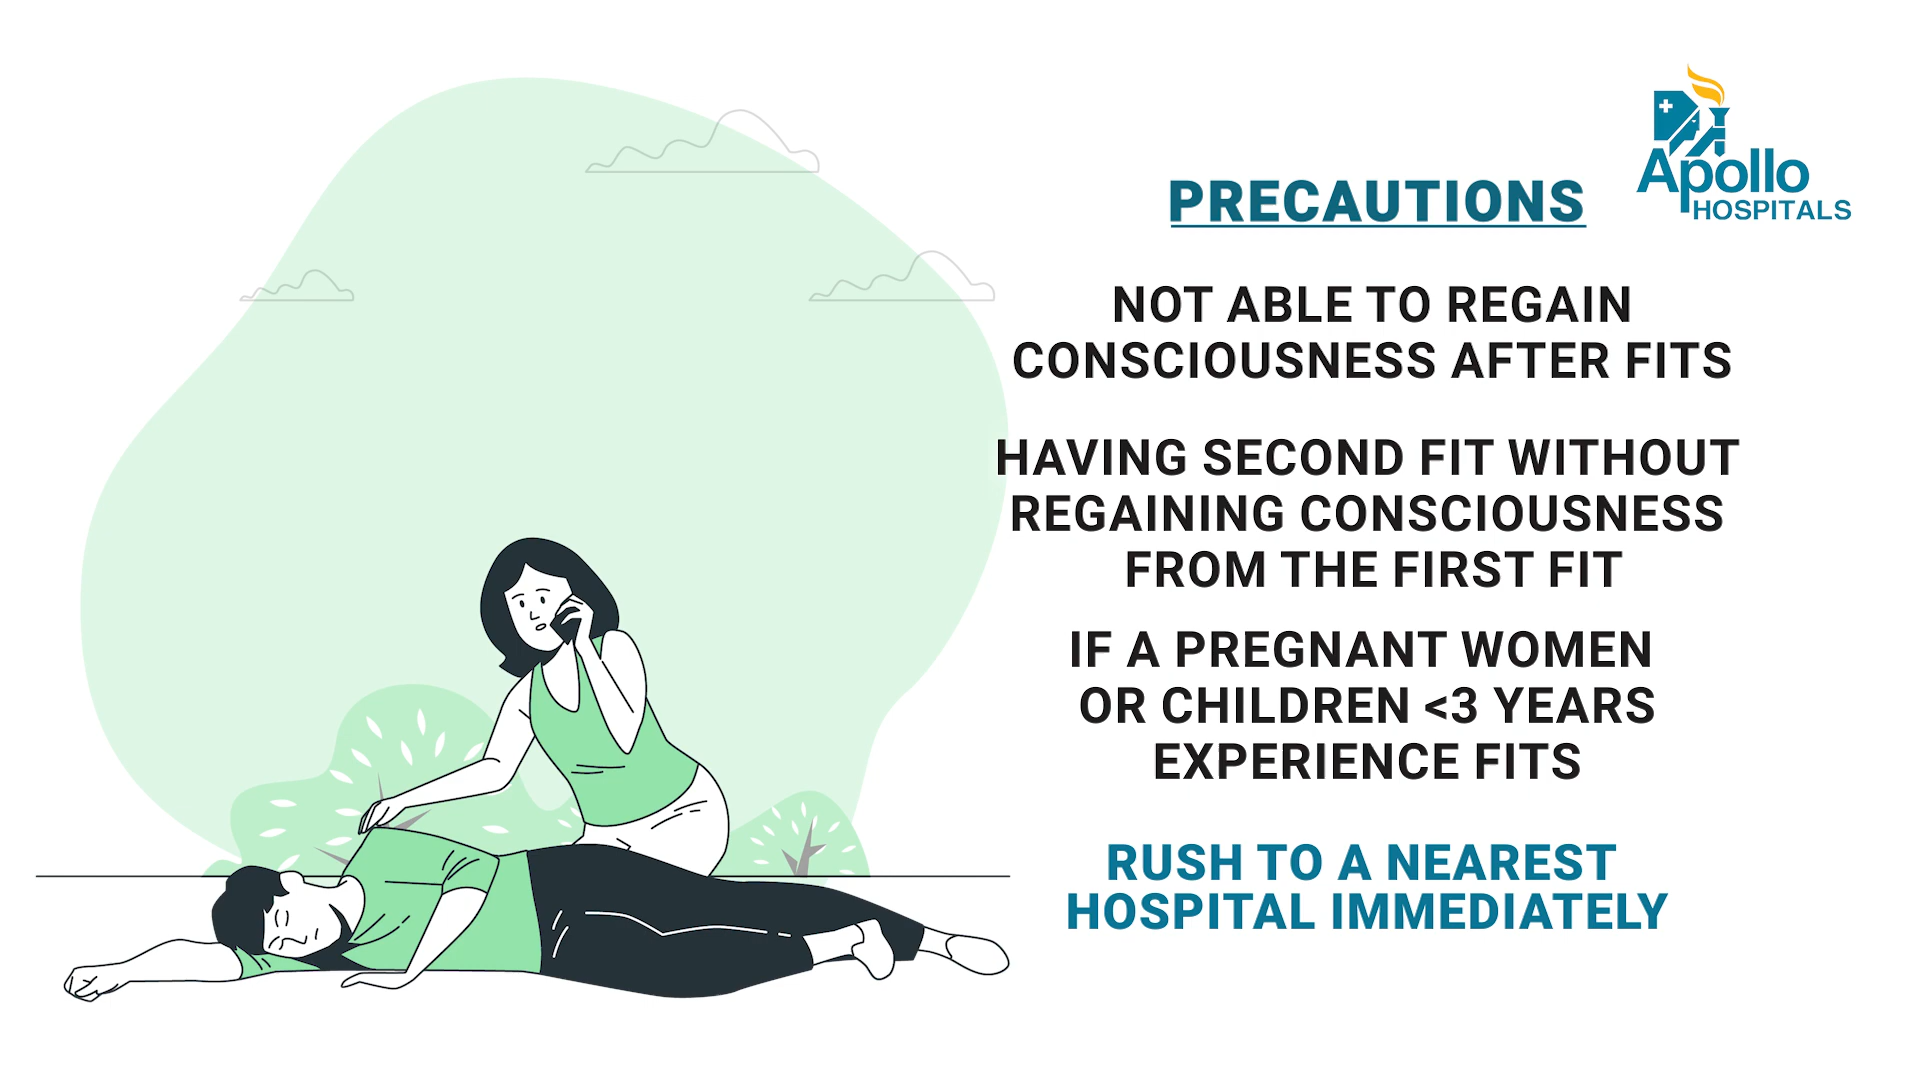 Apollo
HOSPITALS
PRECAUTIONS
NOT ABLE TO REGAIN
CONSCIOUSNESS AFTER FITS
HAVING SECOND FIT WITHOUT
REGAINING CONSCIOUSNESS
FROM THE FIRST FIT
IF A PREGNANT WOMEN
OR CHILDREN <3 YEARS
EXPERIENCE FITS
RUSH TO A NEAREST
HOSPITAL IMMEDIATELY